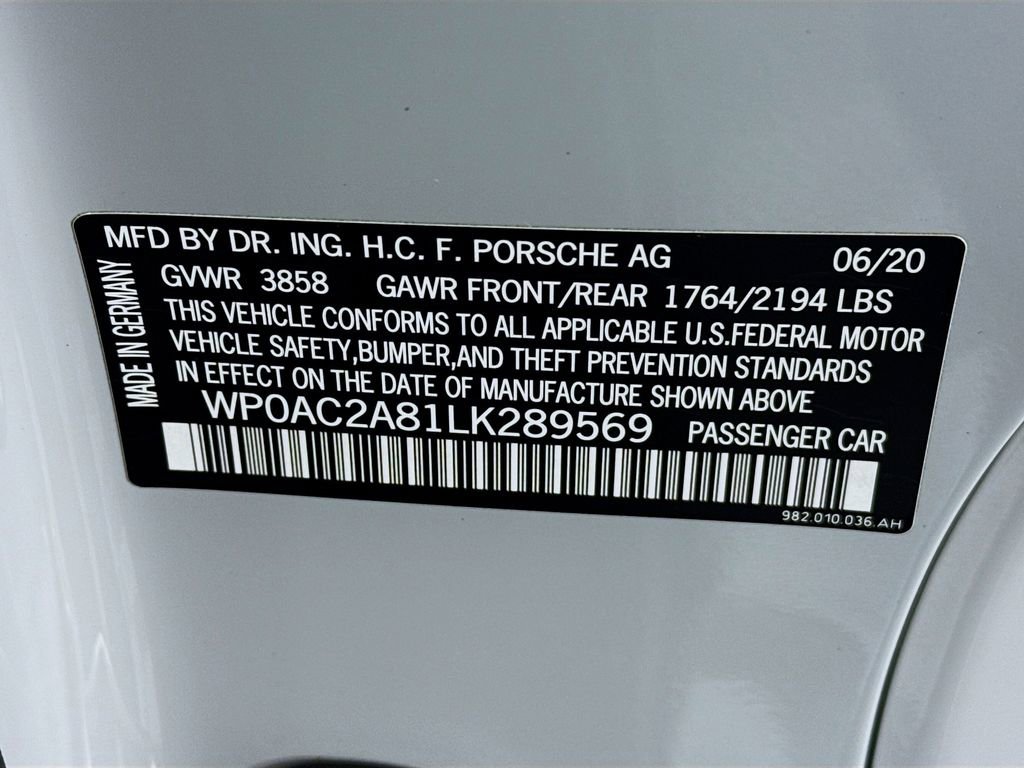 MFD BY DR. ING. H.C. F. PORSCHE AG 06/20
GVWR 3858 GAWR FRONT/REAR 1764/2194 LBS
THIS VEHICLE CONFORMS TO ALL APPLICABLE U.S.FEDERAL MOTOR
VEHICLE SAFETY,BUMPER,AND THEFT PREVENTION STANDARDS
IN EFFECT ON THE DATE OF MANUFACTURE SHOWN ABOVE
WP0AC2A81LK289569 PASSENGER CAR
982.010.036.AH
MADE IN GERMANY